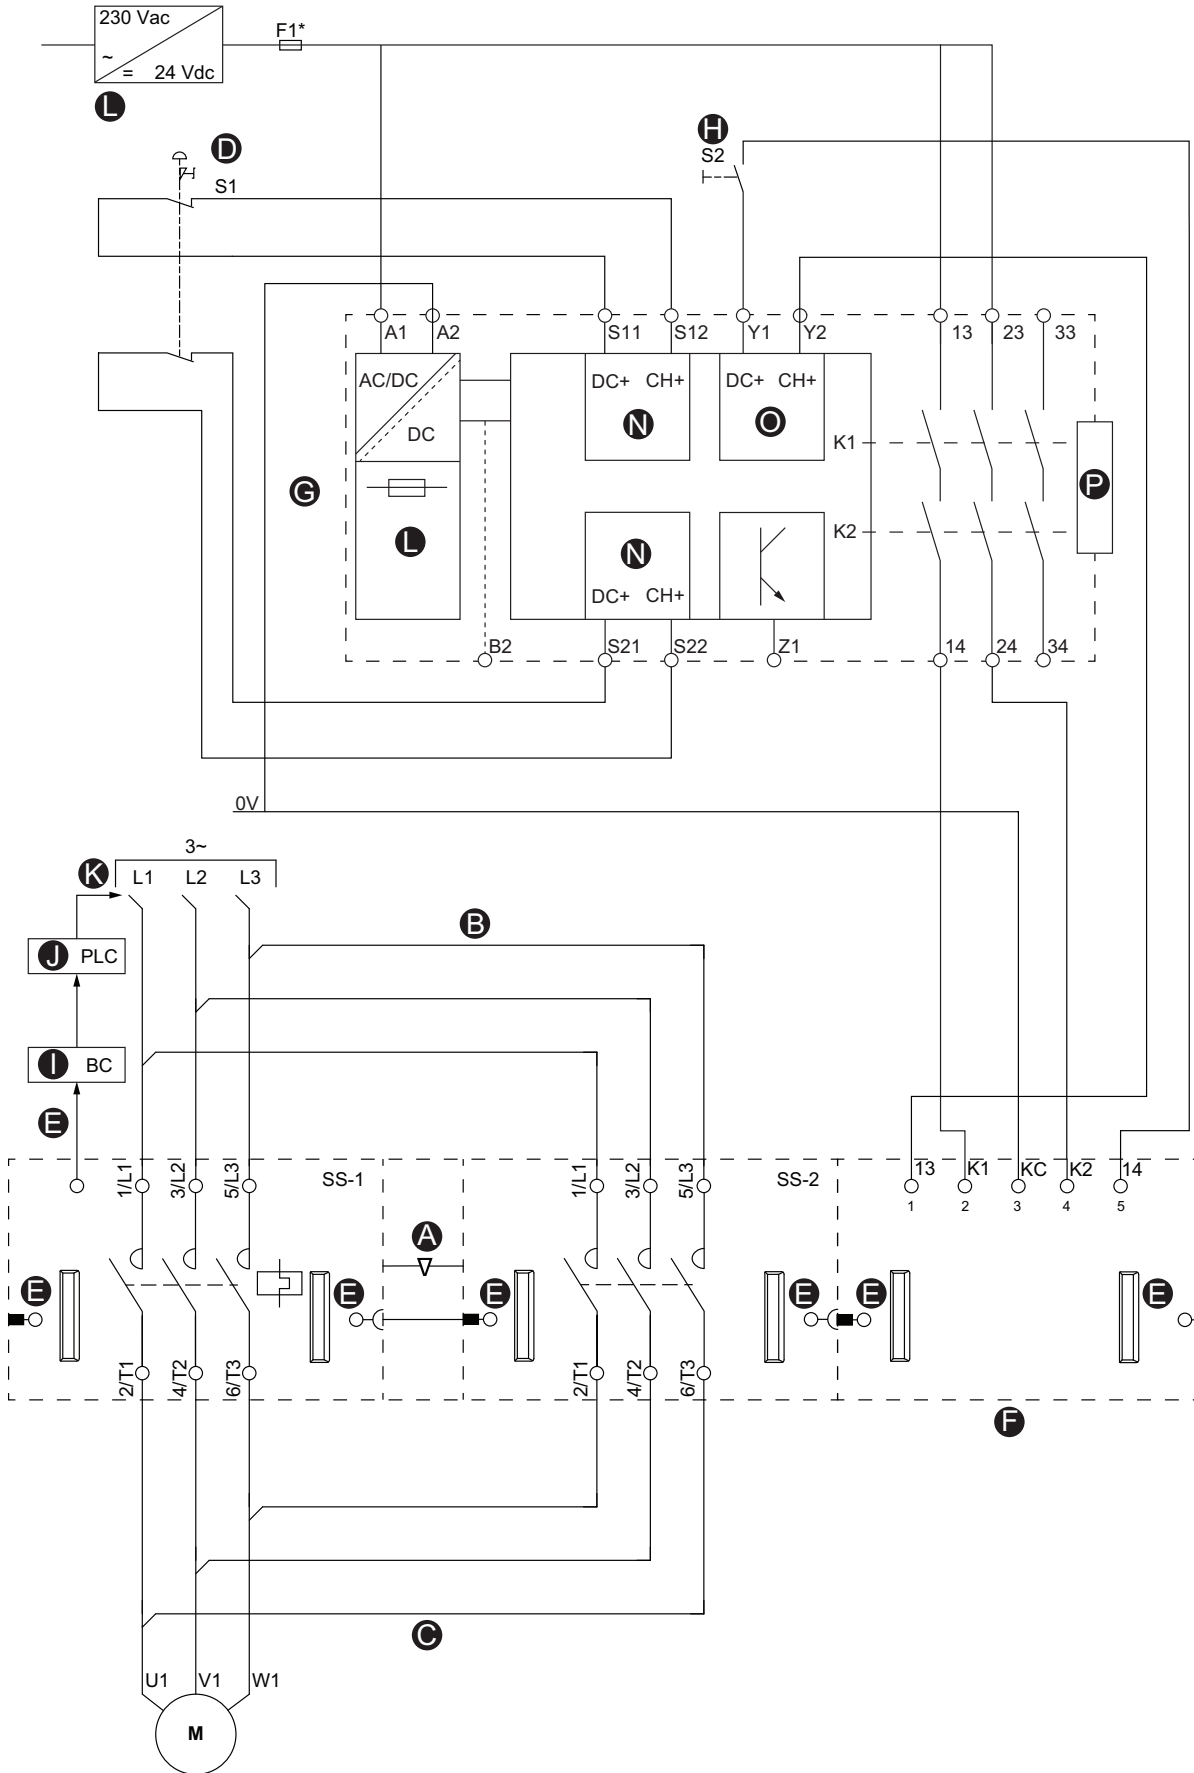 230 Vac
~
= 24 Vdc
F1*
L
D
S1
H
S2
A1 A2 S11 S12 Y1 Y2 13 23 33
AC/DC
DC
DC+ CH+
N
DC+ CH+
O
K1
G
L
P
K2
N
DC+ CH+
B2 S21 S22 Z1 14 24 34
0V
3~
K
L1 L2 L3
B
J PLC
I BC
E
1/L1 3/L2 5/L3 SS-1
1/L1 3/L2 5/L3 SS-2
13 K1 KC K2 14
1 2 3 4 5
A
E E E E E E
2/T1 4/T2 6/T3
2/T1 4/T2 6/T3
F
C
U1 V1 W1
M